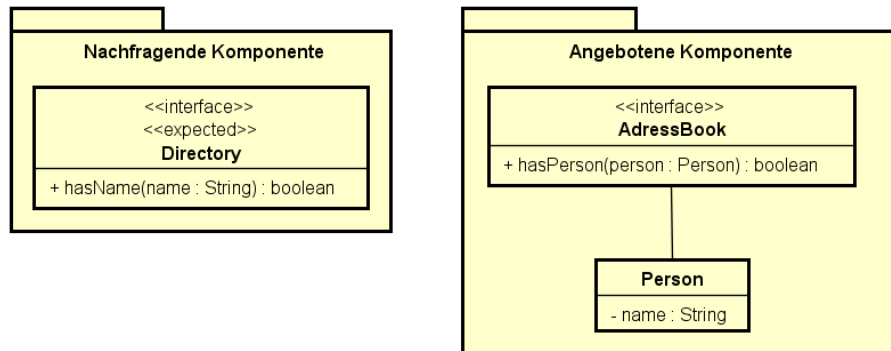 Nachfragende Komponente
<<interface>>
<<expected>>
Directory
+ hasName(name : String) : boolean
Angebotene Komponente
<<interface>>
AdressBook
+ hasPerson(person : Person) : boolean
Person
- name : String